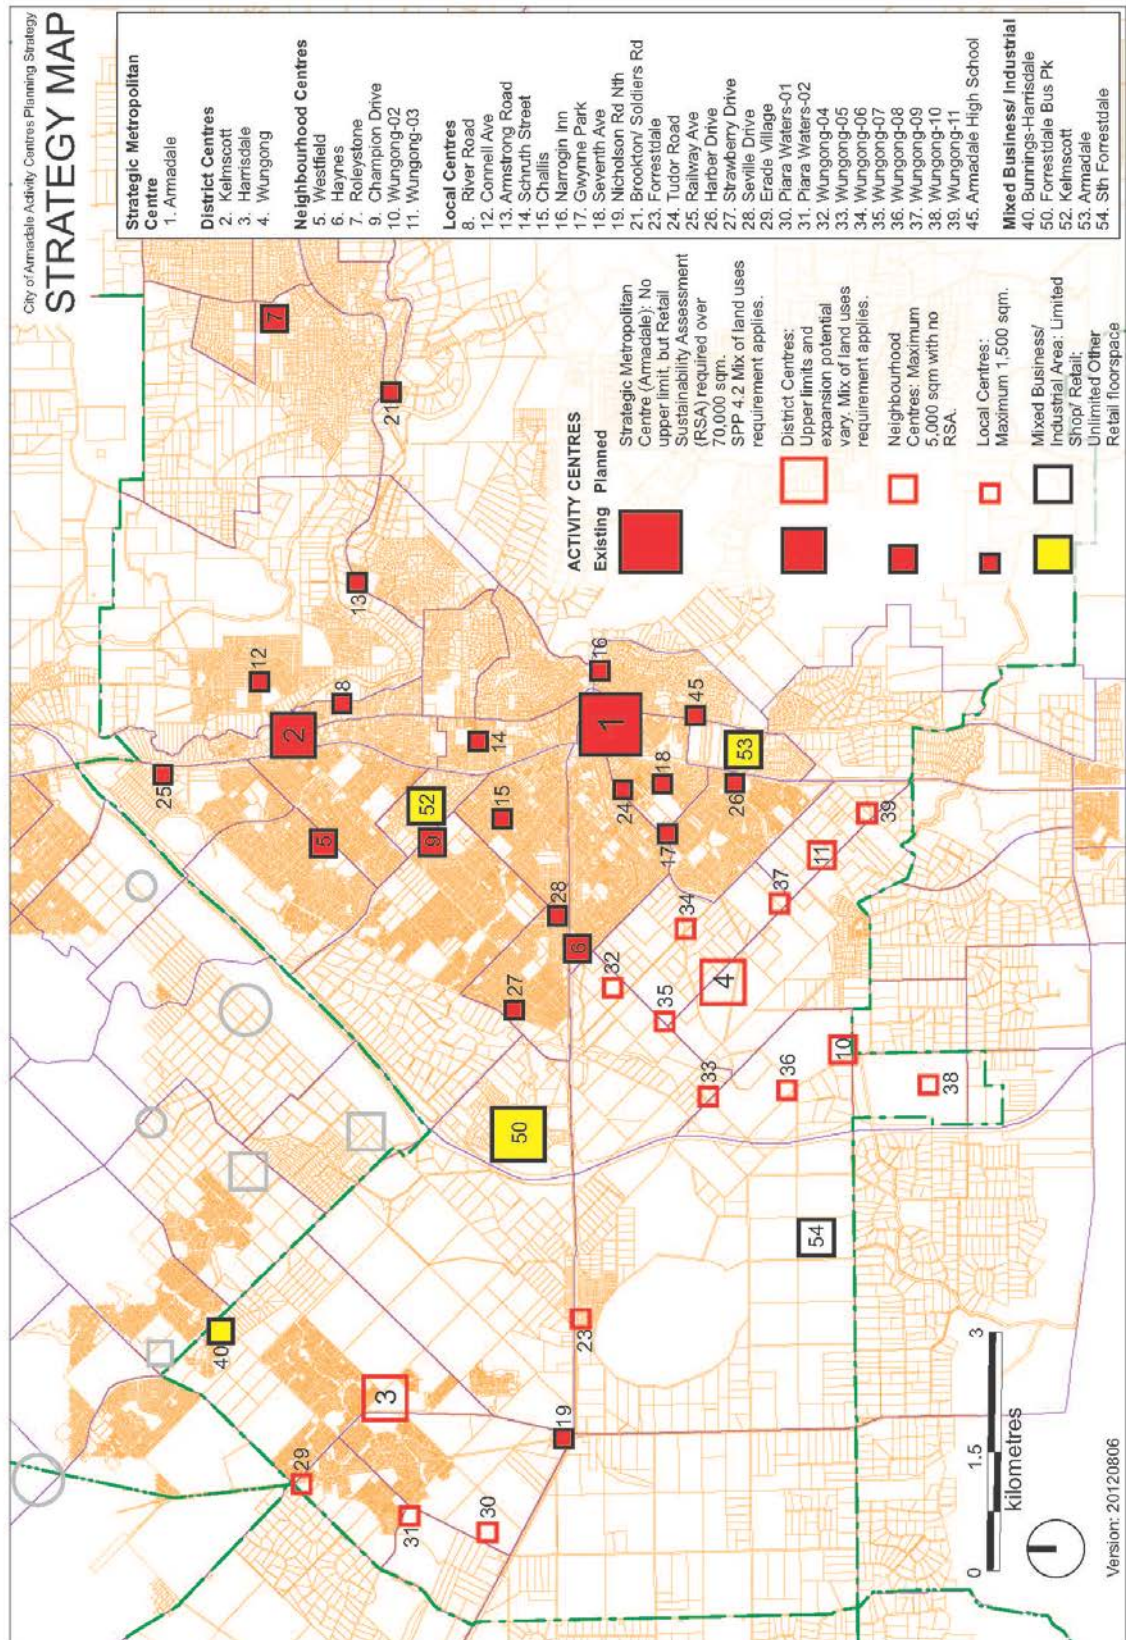 City of Armadale Activity Centres Planning Strategy
STRATEGY MAP
Strategic Metropolitan
Centre
1. Armadale
District Centres
2. Kelmscott
3. Harrisdale
4. Wungong
Neighbourhood Centres
5. Westfield
6. Haynes
7. Roleystone
9. Champion Drive
10. Wungong-02
11. Wungong-03
Local Centres
8. River Road
12. Connell Ave
13. Armstrong Road
14. Schruth Street
15. Challis
16. Narrogin Inn
17. Gwynne Park
18. Seventh Ave
19. Nicholson Rd Nth
21. Brookton/ Soldiers Rd
23. Forrestdale
24. Tudor Road
25. Railway Ave
26. Harber Drive
27. Strawberry Drive
28. Seville Drive
29. Erade Village
30. Piara Waters-01
31. Piara Waters-02
32. Wungong-04
33. Wungong-05
34. Wungong-06
35. Wungong-07
36. Wungong-08
37. Wungong-09
38. Wungong-10
39. Wungong-11
45. Armadale High School
Mixed Business/ Industrial
40. Bunnings-Harrisdale
50. Forrestdale Bus Pk
52. Kelmscott
53. Armadale
54. Sth Forrestdale
ACTIVITY CENTRES
Existing Planned
Strategic Metropolitan
Centre (Armadale): No
upper limit, but Retail
Sustainability Assessment
(RSA) required over
70,000 sqm.
SPP 4.2 Mix of land uses
requirement applies.
District Centres:
Upper limits and
expansion potential
vary. Mix of land uses
requirement applies.
Neighbourhood
Centres: Maximum
5,000 sqm with no
RSA.
Local Centres:
Maximum 1,500 sqm.
Mixed Business/
Industrial Area: Limited
Shop/ Retail;
Unlimited Other
Retail floorspace
7
21
13
12
8
2
25
5
52
9
14
15
16
1
45
18
24
53
26
17
28
6
27
34
32
35
4
37
11
39
33
36
10
38
50
54
40
3
23
19
29
31
30
0 1.5 3
kilometres
Version: 20120806